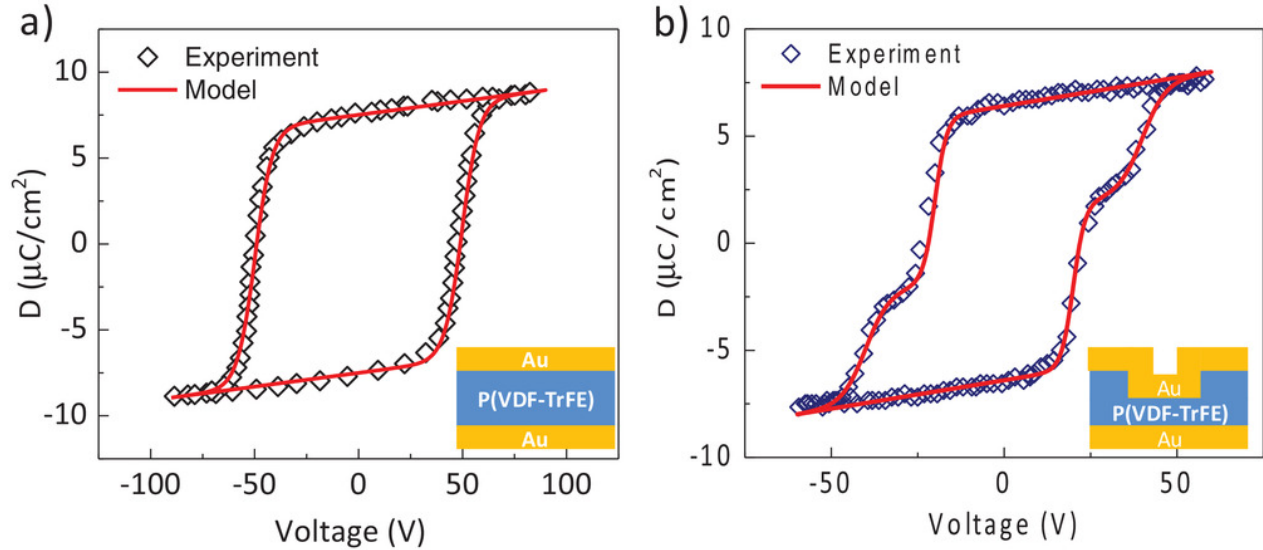 a)
Experiment
Model
10
5
0
-5
-10
D (μC/cm²)
-100
-50
0
50
100
Voltage (V)
Au
P(VDF-TrFE)
Au
b)
Experiment
Model
10
5
0
-5
-10
D (μC/cm²)
-50
0
50
Voltage (V)
Au
P(VDF-TrFE)
Au